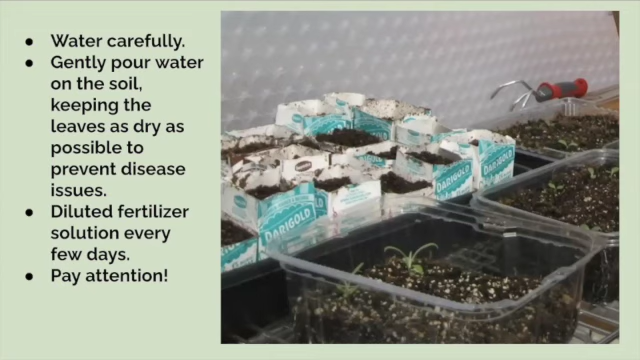 ● Water carefully.
● Gently pour water
on the soil,
keeping the
leaves as dry as
possible to
prevent disease
issues.
● Diluted fertilizer
solution every
few days.
● Pay attention!
DARIGOLD
DARIGOLD
DARIGOLD